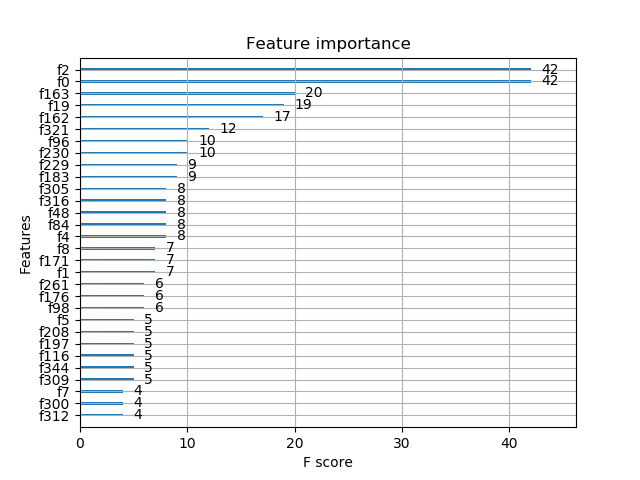 Feature importance
f2 42
f0 42
f163 20
f19 19
f162 17
f321 12
f96 10
f230 10
f229 9
f183 9
f305 8
f316 8
f48 8
f84 8
f4 8
f8 7
f171 7
f1 7
f261 6
f176 6
f98 6
f5 5
f208 5
f197 5
f116 5
f344 5
f309 5
f7 4
f300 4
f312 4
Features
0 10 20 30 40
F score